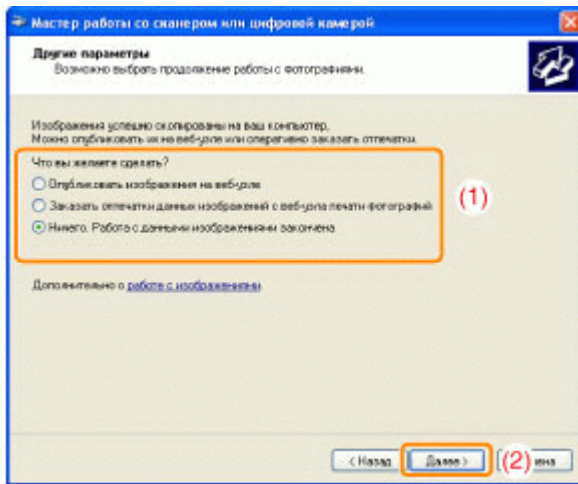 Мастер работы со сканером или цифровой камерой
Другие параметры
Возможно выбрать продолжение работы с фотографиями.
Изображения успешно скопированы на ваш компьютер.
Можно опубликовать их на веб-узле или оперативно заказать отпечатки.
Что вы желаете сделать?
Опубликовать изображения на веб-узле
Заказать отпечатки данных изображений с веб-узла печати фотографий
Ничего. Работа с данными изображениями закончена
(1)
Дополнительно о работе с изображениями
< Назад
Далее >
(2)
ена